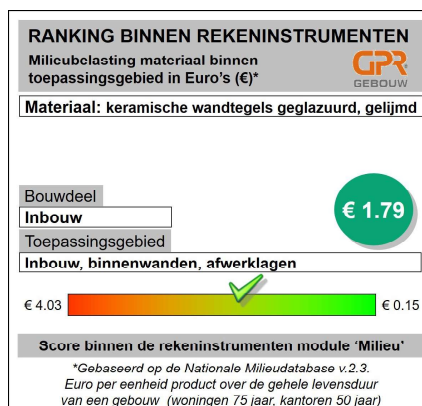 RANKING BINNEN REKENINSTRUMENTEN
Milieubelasting materiaal binnen
toepassingsgebied in Euro's (€)*
GPR
GEBOUW
Materiaal: keramische wandtegels geglazuurd, gelijmd
Bouwdeel
Inbouw
€ 1.79
Toepassingsgebied
Inbouw, binnenwanden, afwerklagen
€ 4.03
€ 0.15
Score binnen de rekeninstrumenten module 'Milieu'
*Gebaseerd op de Nationale Milieudatabase v.2.3.
Euro per eenheid product over de gehele levensduur
van een gebouw (woningen 75 jaar, kantoren 50 jaar)